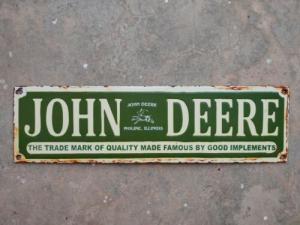 JOHN DEERE
JOHN DEERE
MOLINE, ILLINOIS
THE TRADE MARK OF QUALITY MADE FAMOUS BY GOOD IMPLEMENTS